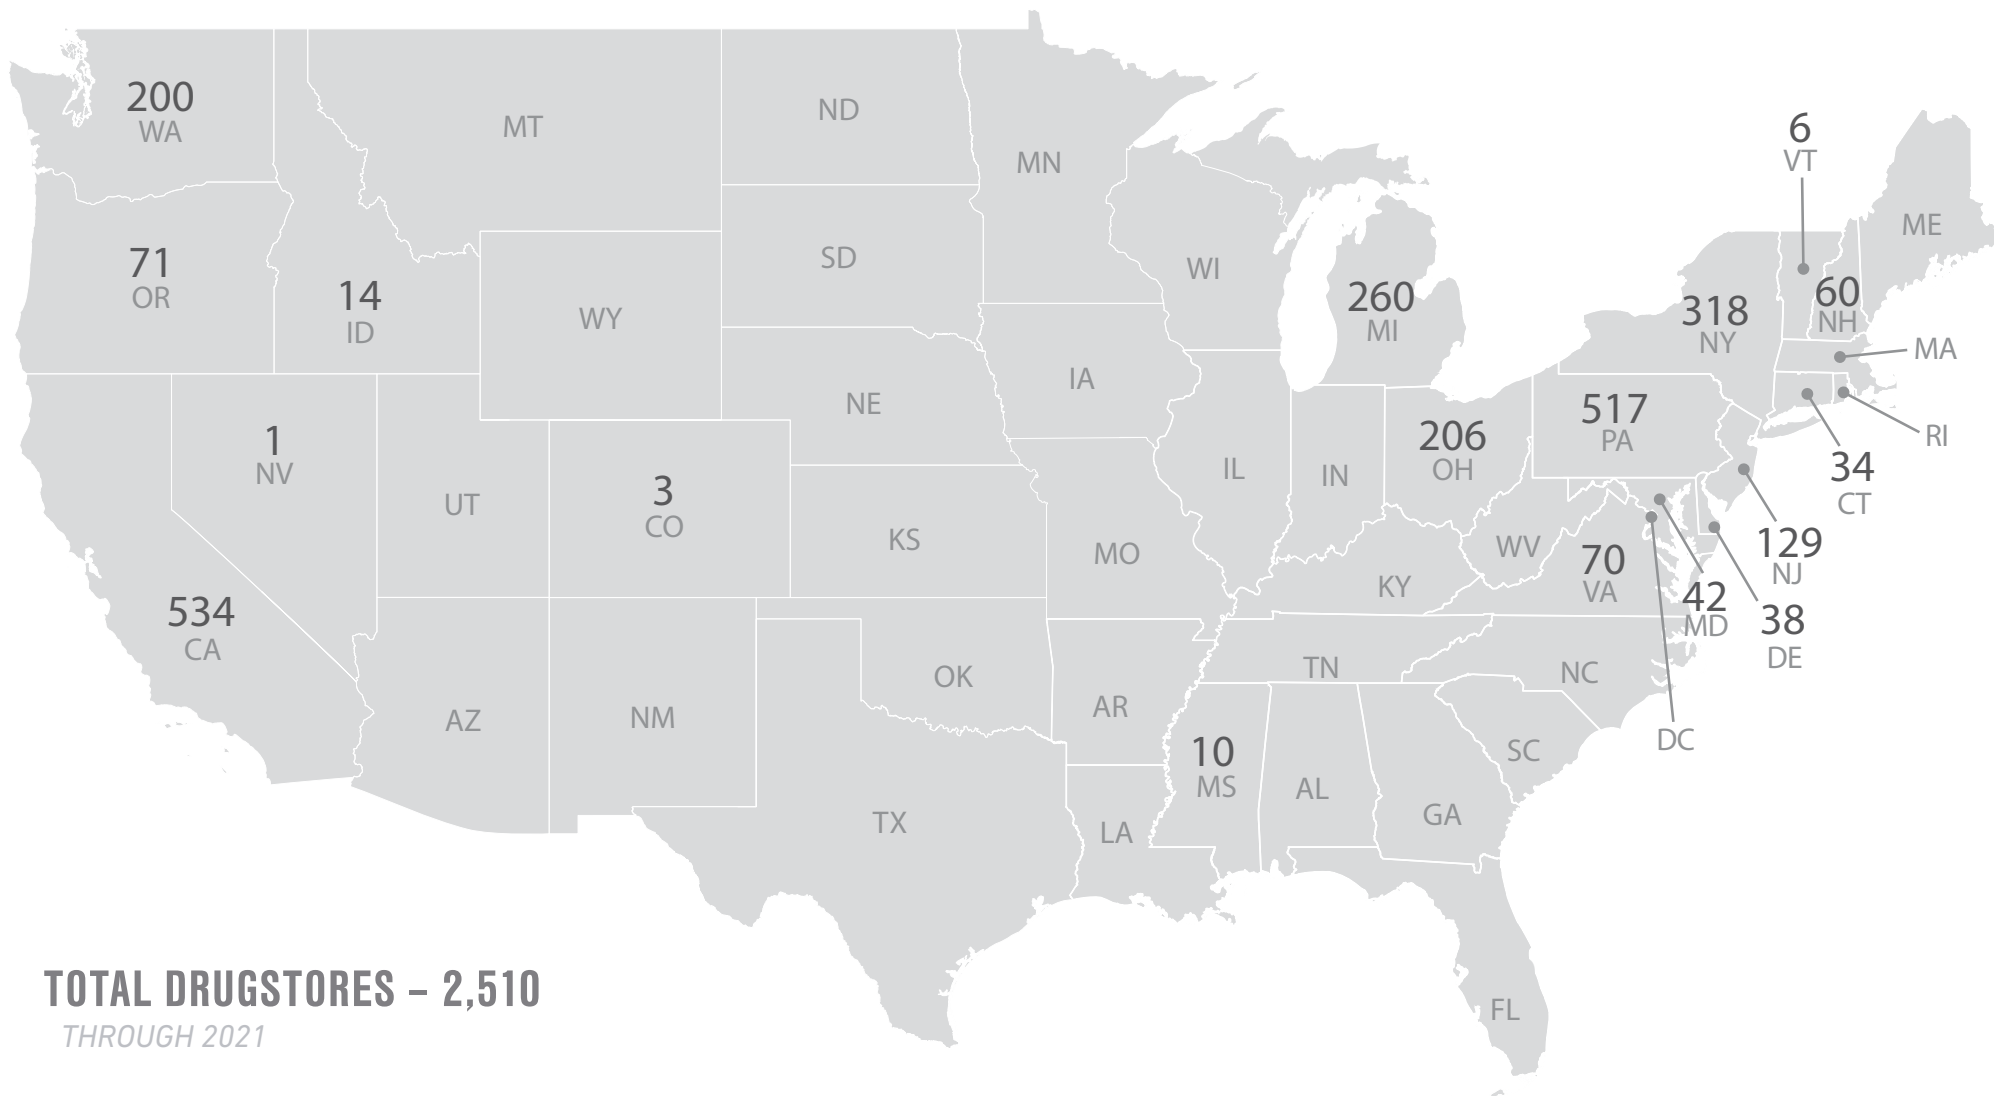 200
WA
MT
ND
MN
6
VT
ME
71
OR
14
ID
WY
SD
WI
260
MI
318
NY
60
NH
MA
1
NV
UT
3
CO
NE
IA
IL
IN
206
OH
517
PA
RI
34
CT
KS
MO
KY
WV
70
VA
129
NJ
42
MD
38
DE
DC
534
CA
AZ
NM
OK
AR
TN
NC
SC
10
MS
AL
GA
TX
LA
FL
TOTAL DRUGSTORES – 2,510
THROUGH 2021